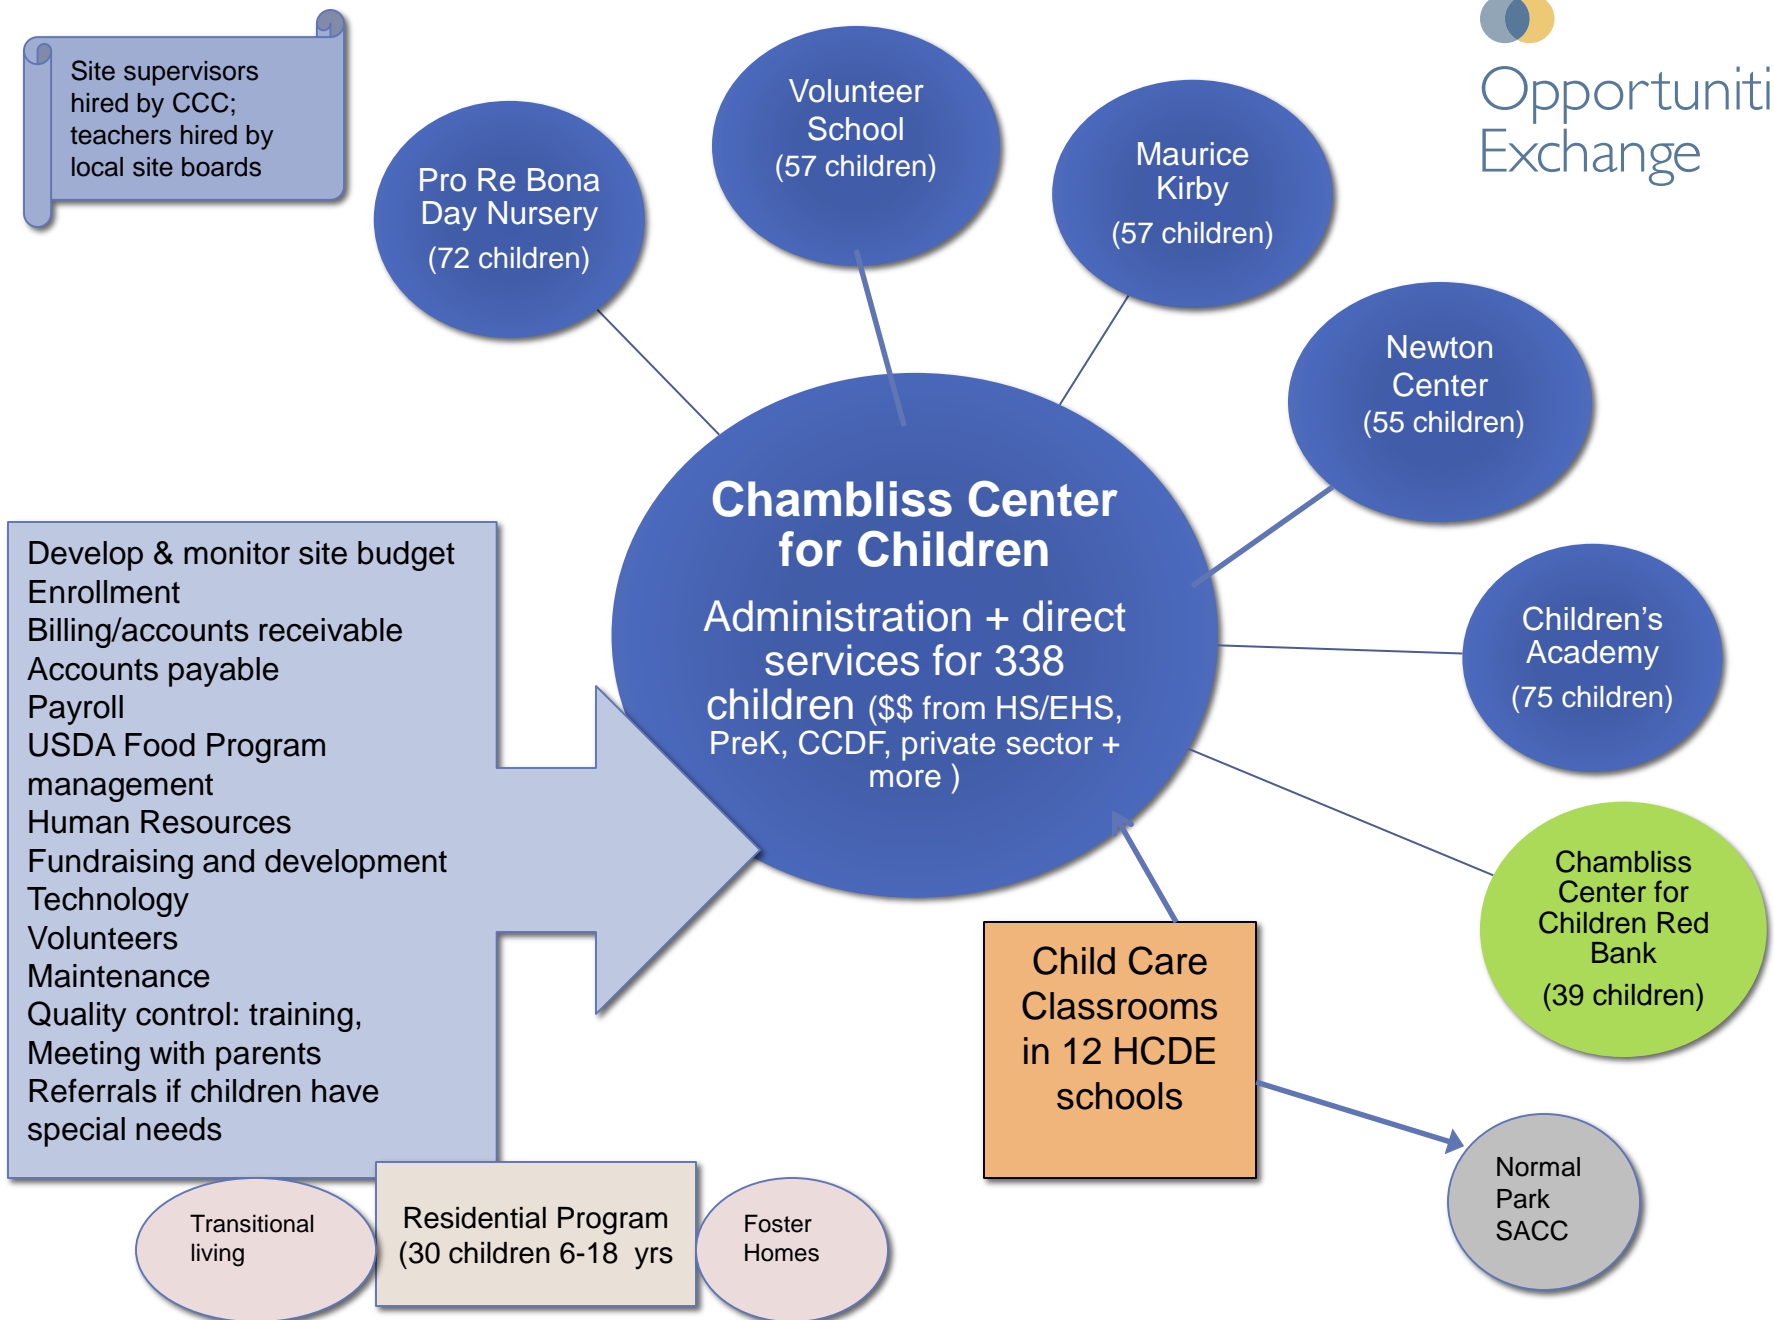 Site supervisors
hired by CCC;
teachers hired by
local site boards
Pro Re Bona
Day Nursery
(72 children)
Volunteer
School
(57 children)
Maurice
Kirby
(57 children)
Opportuniti
Exchange
Newton
Center
(55 children)
Chambliss Center
for Children
Administration + direct
services for 338
children ($$ from HS/EHS,
PreK, CCDF, private sector +
more )
Children’s
Academy
(75 children)
Chambliss
Center for
Children Red
Bank
(39 children)
Develop & monitor site budget
Enrollment
Billing/accounts receivable
Accounts payable
Payroll
USDA Food Program
management
Human Resources
Fundraising and development
Technology
Volunteers
Maintenance
Quality control: training,
Meeting with parents
Referrals if children have
special needs
Child Care
Classrooms
in 12 HCDE
schools
Normal
Park
SACC
Transitional
living
Residential Program
(30 children 6-18  yrs
Foster
Homes